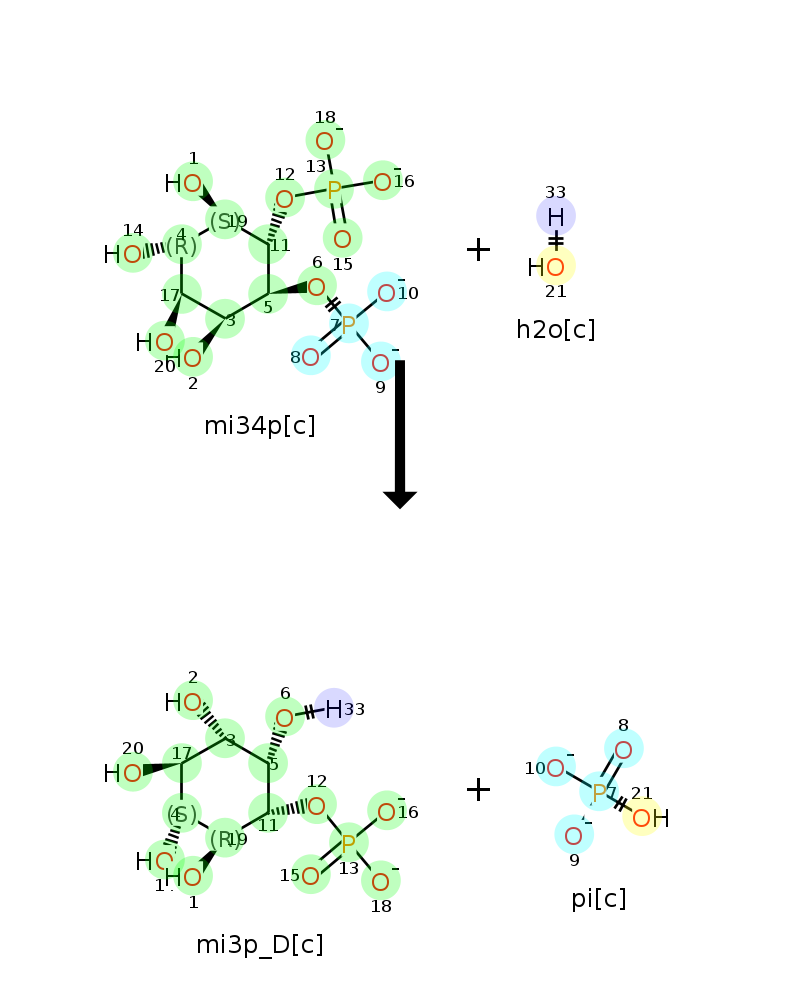 18
O-
13
1
HO
12
O
P
O-
16
(S)
19
4
14
HO
(R)
11
O
15
33
H
+
HO
21
17
6
O
O-
10
5
3
7
P
8
O
O-
9
HO
20
HO
2
h2o[c]
mi34p[c]
2
HO
6
O
H
33
3
20
HO
17
5
12
O
O-
16
4
(S)
11
(R)
19
P
13
15
O
O-
18
HO
HO
1
+
8
O
10
O-
P
7
21
OH
O-
9
pi[c]
mi3p_D[c]